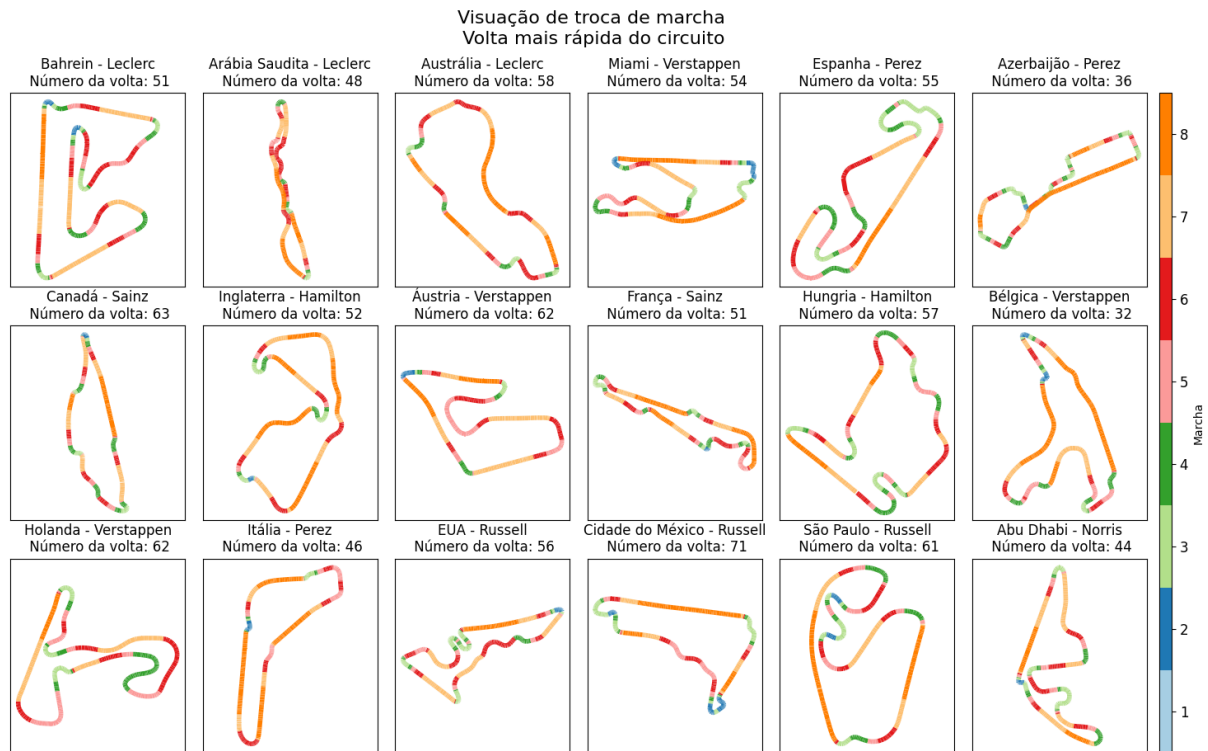 Visuação de troca de marcha
Volta mais rápida do circuito
Bahrein - Leclerc
Número da volta: 51
Arábia Saudita - Leclerc
Número da volta: 48
Austrália - Leclerc
Número da volta: 58
Miami - Verstappen
Número da volta: 54
Espanha - Perez
Número da volta: 55
Azerbaijão - Perez
Número da volta: 36
Canadá - Sainz
Número da volta: 63
Inglaterra - Hamilton
Número da volta: 52
Áustria - Verstappen
Número da volta: 62
França - Sainz
Número da volta: 51
Hungria - Hamilton
Número da volta: 57
Bélgica - Verstappen
Número da volta: 32
Holanda - Verstappen
Número da volta: 62
Itália - Perez
Número da volta: 46
EUA - Russell
Número da volta: 56
Cidade do México - Russell
Número da volta: 71
São Paulo - Russell
Número da volta: 61
Abu Dhabi - Norris
Número da volta: 44
8
7
6
5
4
3
2
1
Marcha